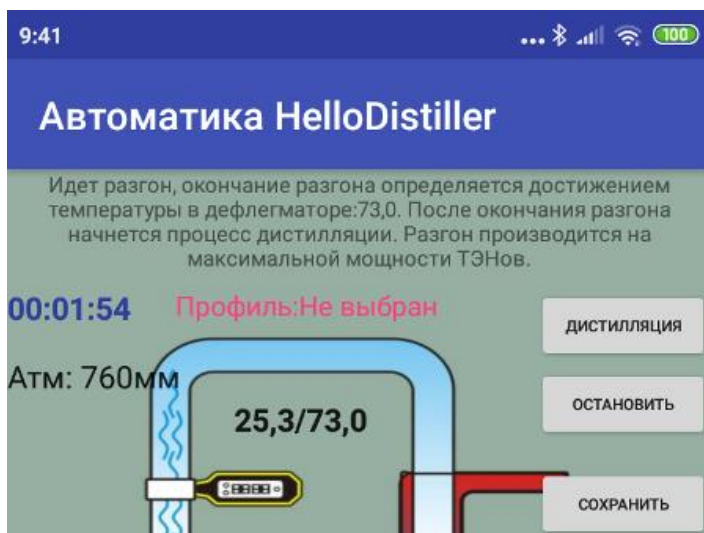 9:41
100
Автоматика HelloDistiller
Идет разгон, окончание разгона определяется достижением
температуры в дефлегматоре:73,0. После окончания разгона
начнется процесс дистилляции. Разгон производится на
максимальной мощности ТЭНов.
00:01:54
Профиль:Не выбран
ДИСТИЛЛЯЦИЯ
Атм: 760мм
ОСТАНОВИТЬ
25,3/73,0
СОХРАНИТЬ